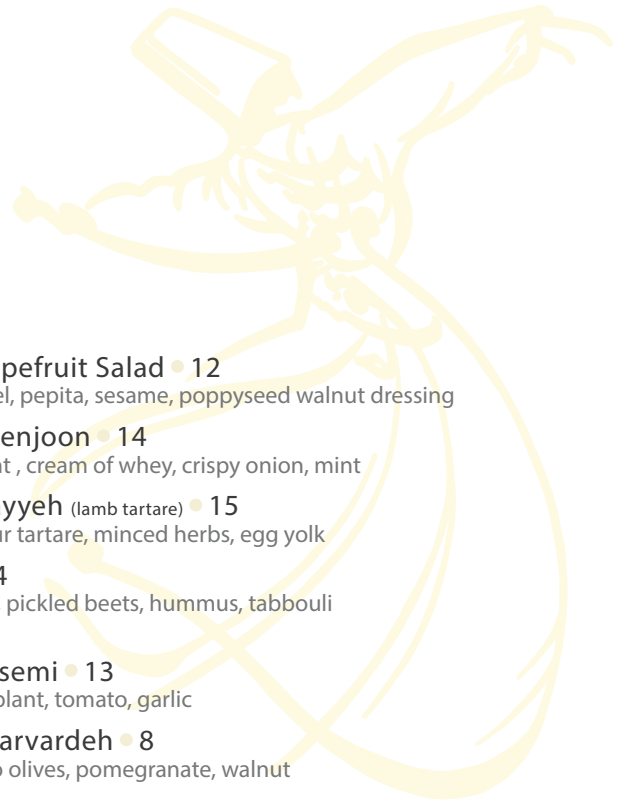 pefruit Salad • 12
el, pepita, sesame, poppyseed walnut dressing
enjoon • 14
nt , cream of whey, crispy onion, mint
yyeh (lamb tartare) • 15
ur tartare, minced herbs, egg yolk
4
, pickled beets, hummus, tabbouli
semi • 13
plant, tomato, garlic
arvardeh • 8
o olives, pomegranate, walnut